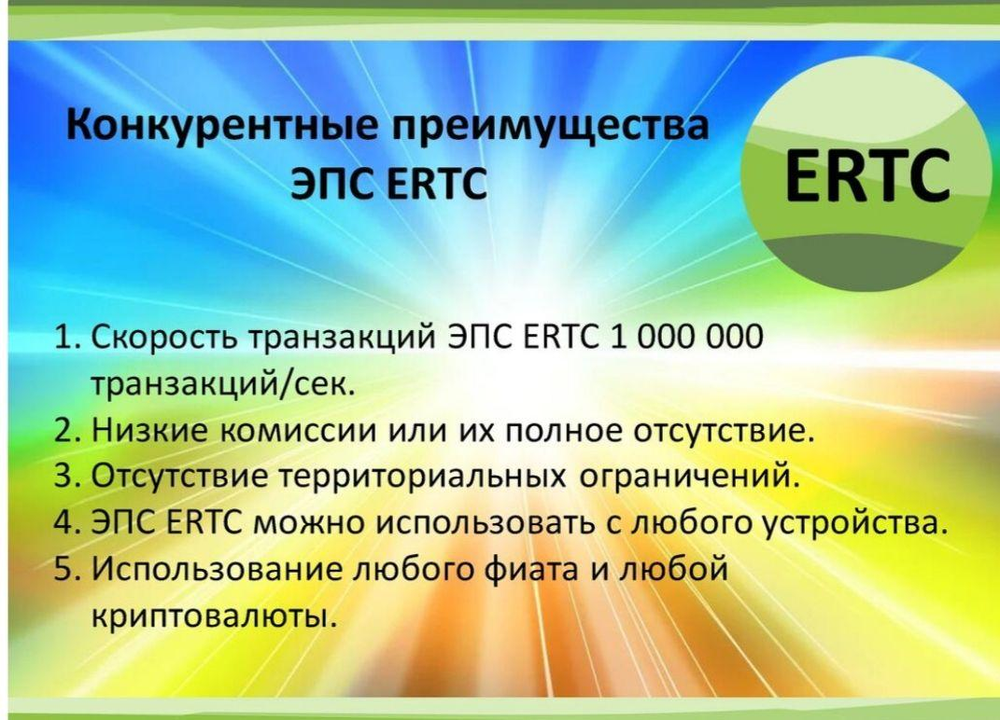 Конкурентные преимущества
ЭПС ERTC
ERTC
1. Скорость транзакций ЭПС ERTC 1 000 000
транзакций/сек.
2. Низкие комиссии или их полное отсутствие.
3. Отсутствие территориальных ограничений.
4. ЭПС ERTC можно использовать с любого устройства.
5. Использование любого фиата и любой
криптовалюты.